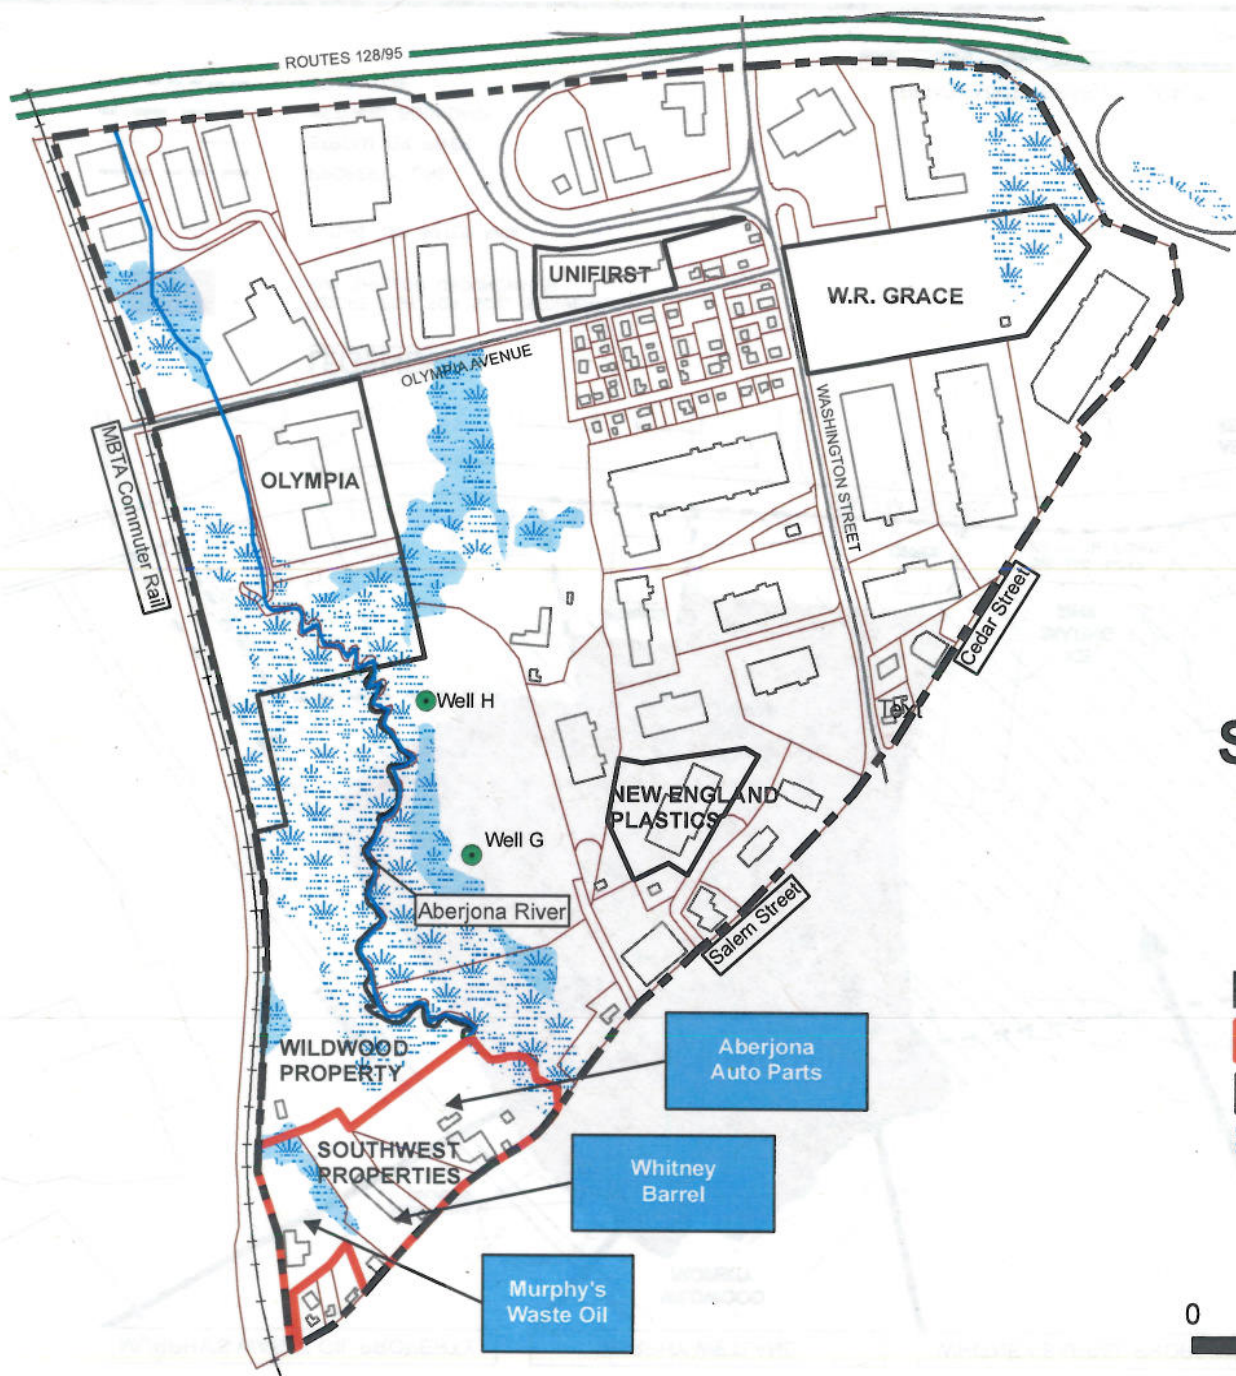 ROUTES 128/95
UNIFIRST
W.R. GRACE
OLYMPIA AVENUE
WASHINGTON STREET
MBTA Commuter Rail
OLYMPIA
Cedar Street
Well H
Text
S
NEW ENGLAND
PLASTICS
Well G
Aberjona River
Salem Street
WILDWOOD
PROPERTY
Aberjona
Auto Parts
SOUTHWEST
PROPERTIES
Whitney
Barrel
Murphy's
Waste Oil
0